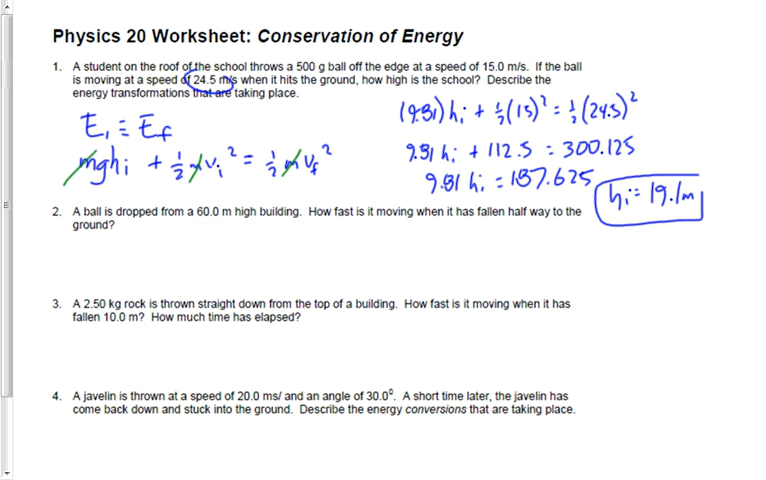 Physics 20 Worksheet: Conservation of Energy
1. A student on the roof of the school throws a 500 g ball off the edge at a speed of 15.0 m/s. If the ball
is moving at a speed of 24.5 m/s when it hits the ground, how high is the school? Describe the
energy transformations that are taking place.
E₁ = E_f
mghᵢ + ½mvᵢ² = ½mv_f²
(9.81)hᵢ + ½(15)² = ½(24.5)²
9.81hᵢ + 112.5 = 300.125
9.81hᵢ = 187.625
hᵢ = 19.1m
2. A ball is dropped from a 60.0 m high building. How fast is it moving when it has fallen half way to the
ground?
3. A 2.50 kg rock is thrown straight down from the top of a building. How fast is it moving when it has
fallen 10.0 m? How much time has elapsed?
4. A javelin is thrown at a speed of 20.0 ms/ and an angle of 30.0⁰. A short time later, the javelin has
come back down and stuck into the ground. Describe the energy conversions that are taking place.